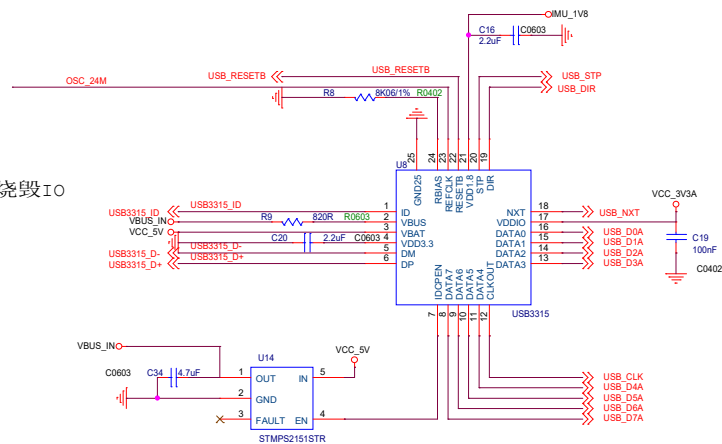 IMU_1V8
C16
C0603
2.2uF
OSC_24M
USB_RESETB
USB_RESETB
USB_STP
USB_DIR
R8
8K06/1%
R0402
25
24
23
22
21
20
19
U8
GND25
RBIAS
REFCLK
RESETB
VDD1.8
STP
DIR
烧毁IO
USB3315_ID
USB3315_ID
1
ID
NXT
18
USB_NXT
VCC_3V3A
VBUS_IN
R9
820R
R0603
2
VBUS
VDDIO
17
VCC_5V
3
VBAT
DATA0
16
USB_D0A
C20
2.2uF
C0603
4
VDD3.3
DATA1
15
USB_D1A
C19
USB3315_D-
USB3315_D-
5
DM
DATA2
14
USB_D2A
100nF
USB3315_D+
USB3315_D+
6
DP
DATA3
13
USB_D3A
C0402
IDCPEN
DATA7
DATA6
DATA5
DATA4
CLKOUT
7
8
9
10
11
12
USB3315
VBUS_IN
U14
VCC_5V
C0603
C34
4.7uF
1
OUT
IN
5
2
GND
3
FAULT
EN
4
STMPS2151STR
USB_CLK
USB_D4A
USB_D5A
USB_D6A
USB_D7A